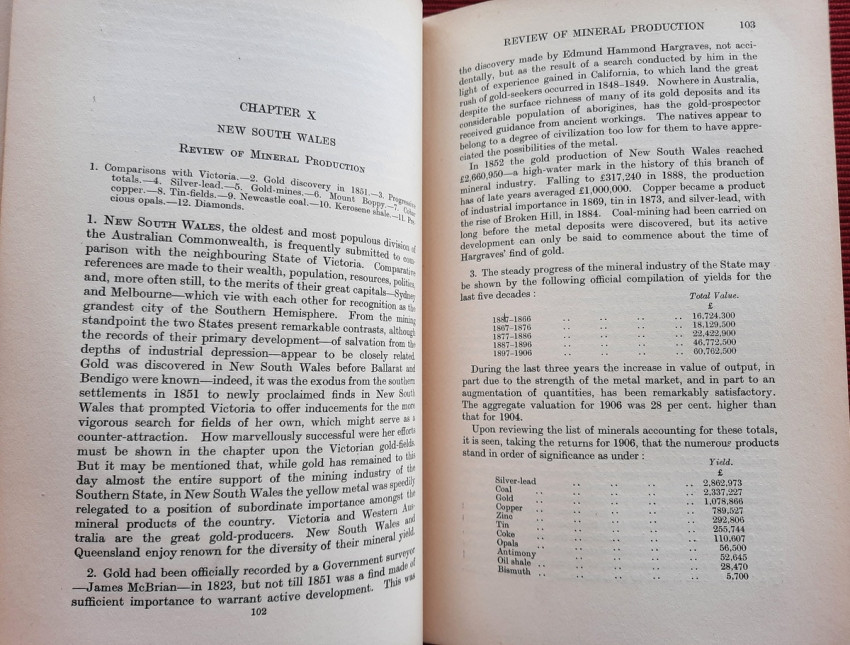 CHAPTER X
NEW SOUTH WALES
REVIEW OF MINERAL PRODUCTION
1. Comparisons with Victoria.—2. Gold discovery in 1851.—3. Progressive
totals.—4. Silver-lead.—5. Gold-mines.—6. Mount Boppy.—7. Cobar
copper.—8. Tin-fields.—9. Newcastle coal.—10. Kerosene shale.—11. Pre-
cious opals.—12. Diamonds.
1. NEW SOUTH WALES, the oldest and most populous division of
the Australian Commonwealth, is frequently submitted to com-
parison with the neighbouring State of Victoria. Comparative
references are made to their wealth, population, resources, politics,
and, more often still, to the merits of their great capitals—Sydney
and Melbourne—which vie with each other for recognition as the
grandest city of the Southern Hemisphere. From the mining
standpoint the two States present remarkable contrasts, although
the records of their primary development—of salvation from the
depths of industrial depression—appear to be closely related.
Gold was discovered in New South Wales before Ballarat and
Bendigo were known—indeed, it was the exodus from the southern
settlements in 1851 to newly proclaimed finds in New South
Wales that prompted Victoria to offer inducements for the more
vigorous search for fields of her own, which might serve as a
counter-attraction. How marvellously successful were her efforts
must be shown in the chapter upon the Victorian gold-fields.
But it may be mentioned that, while gold has remained to this
day almost the entire support of the mining industry of the
Southern State, in New South Wales the yellow metal was speedily
relegated to a position of subordinate importance amongst the
mineral products of the country. Victoria and Western Aus-
tralia are the great gold-producers. New South Wales and
Queensland enjoy renown for the diversity of their mineral yield.
2. Gold had been officially recorded by a Government surveyor
—James McBrian—in 1823, but not till 1851 was a find made of
sufficient importance to warrant active development. This was
102
REVIEW OF MINERAL PRODUCTION 103
the discovery made by Edmund Hammond Hargraves, not acci-
dentally, but as the result of a search conducted by him in the
light of experience gained in California, to which land the great
rush of gold-seekers occurred in 1848–1849. Nowhere in Australia,
despite the surface richness of many of its gold deposits and its
considerable population of aborigines, has the gold-prospector
received guidance from ancient workings. The natives appear to
belong to a degree of civilization too low for them to have appre-
ciated the possibilities of the metal.
In 1852 the gold production of New South Wales reached
£2,660,950—a high-water mark in the history of this branch of
mineral industry. Falling to £317,240 in 1888, the production
has of late years averaged £1,000,000. Copper became a product
of industrial importance in 1869, tin in 1873, and silver-lead, with
the rise of Broken Hill, in 1884. Coal-mining had been carried on
long before the metal deposits were discovered, but its active
development can only be said to commence about the time of
Hargraves' find of gold.
3. The steady progress of the mineral industry of the State may
be shown by the following official compilation of yields for the
last five decades :
Total Value.
£
1857–1866 .. .. .. .. 16,724,300
1867–1876 .. .. .. .. 18,129,500
1877–1886 .. .. .. .. 22,422,900
1887–1896 .. .. .. .. 46,772,500
1897–1906 .. .. .. .. 60,762,500
During the last three years the increase in value of output, in
part due to the strength of the metal market, and in part to an
augmentation of quantities, has been remarkably satisfactory.
The aggregate valuation for 1906 was 28 per cent. higher than
that for 1904.
Upon reviewing the list of minerals accounting for these totals,
it is seen, taking the returns for 1906, that the numerous products
stand in order of significance as under :
Yield.
£
Silver-lead .. .. .. .. 2,862,973
Coal .. .. .. .. .. 2,337,227
Gold .. .. .. .. .. 1,078,866
Copper .. .. .. .. .. 789,527
Zinc .. .. .. .. .. 292,806
Tin .. .. .. .. .. 255,744
Coke .. .. .. .. .. 110,607
Opals .. .. .. .. .. 56,500
Antimony .. .. .. .. .. 52,645
Oil shale .. .. .. .. .. 28,470
Bismuth .. .. .. .. .. 5,700